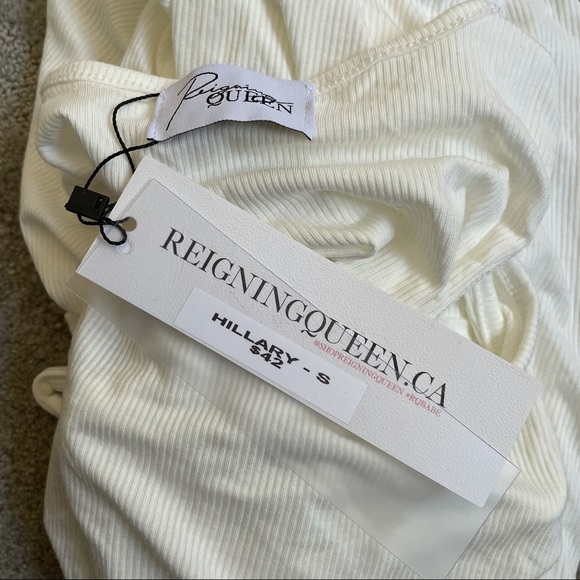 Reigning
QUEEN
REIGNINGQUEEN.CA
@SHOPREIGNINGQUEEN #RQBABE
HILLARY - S
$42